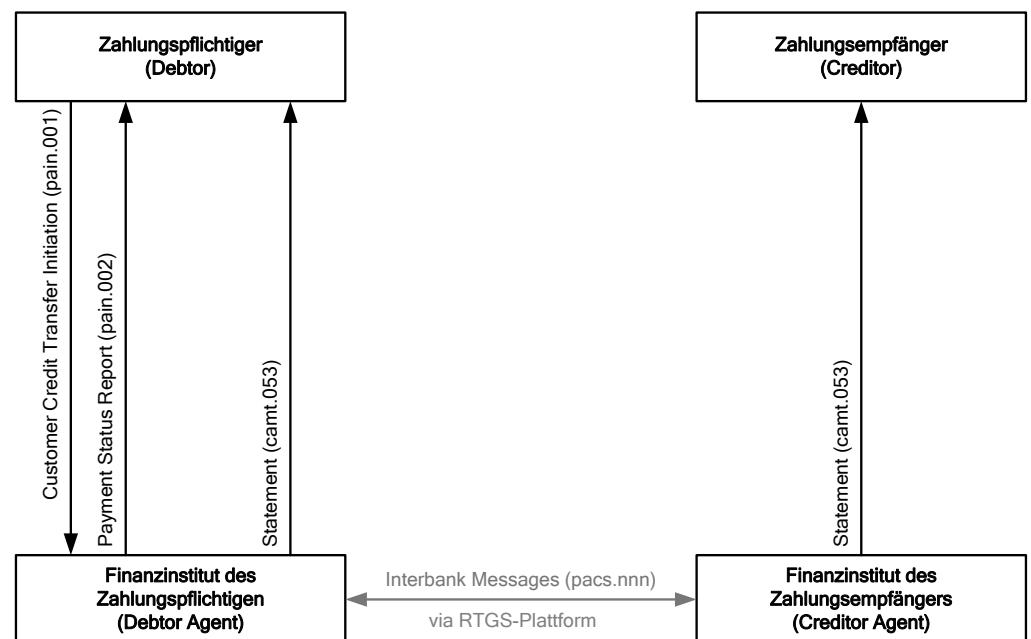 Zahlungspflichtiger
(Debtor)
Zahlungsempfänger
(Creditor)
Customer Credit Transfer Initiation (pain.001)
Payment Status Report (pain.002)
Statement (camt.053)
Statement (camt.053)
Finanzinstitut des
Zahlungspflichtigen
(Debtor Agent)
Interbank Messages (pacs.nnn)
via RTGS-Plattform
Finanzinstitut des
Zahlungsempfängers
(Creditor Agent)